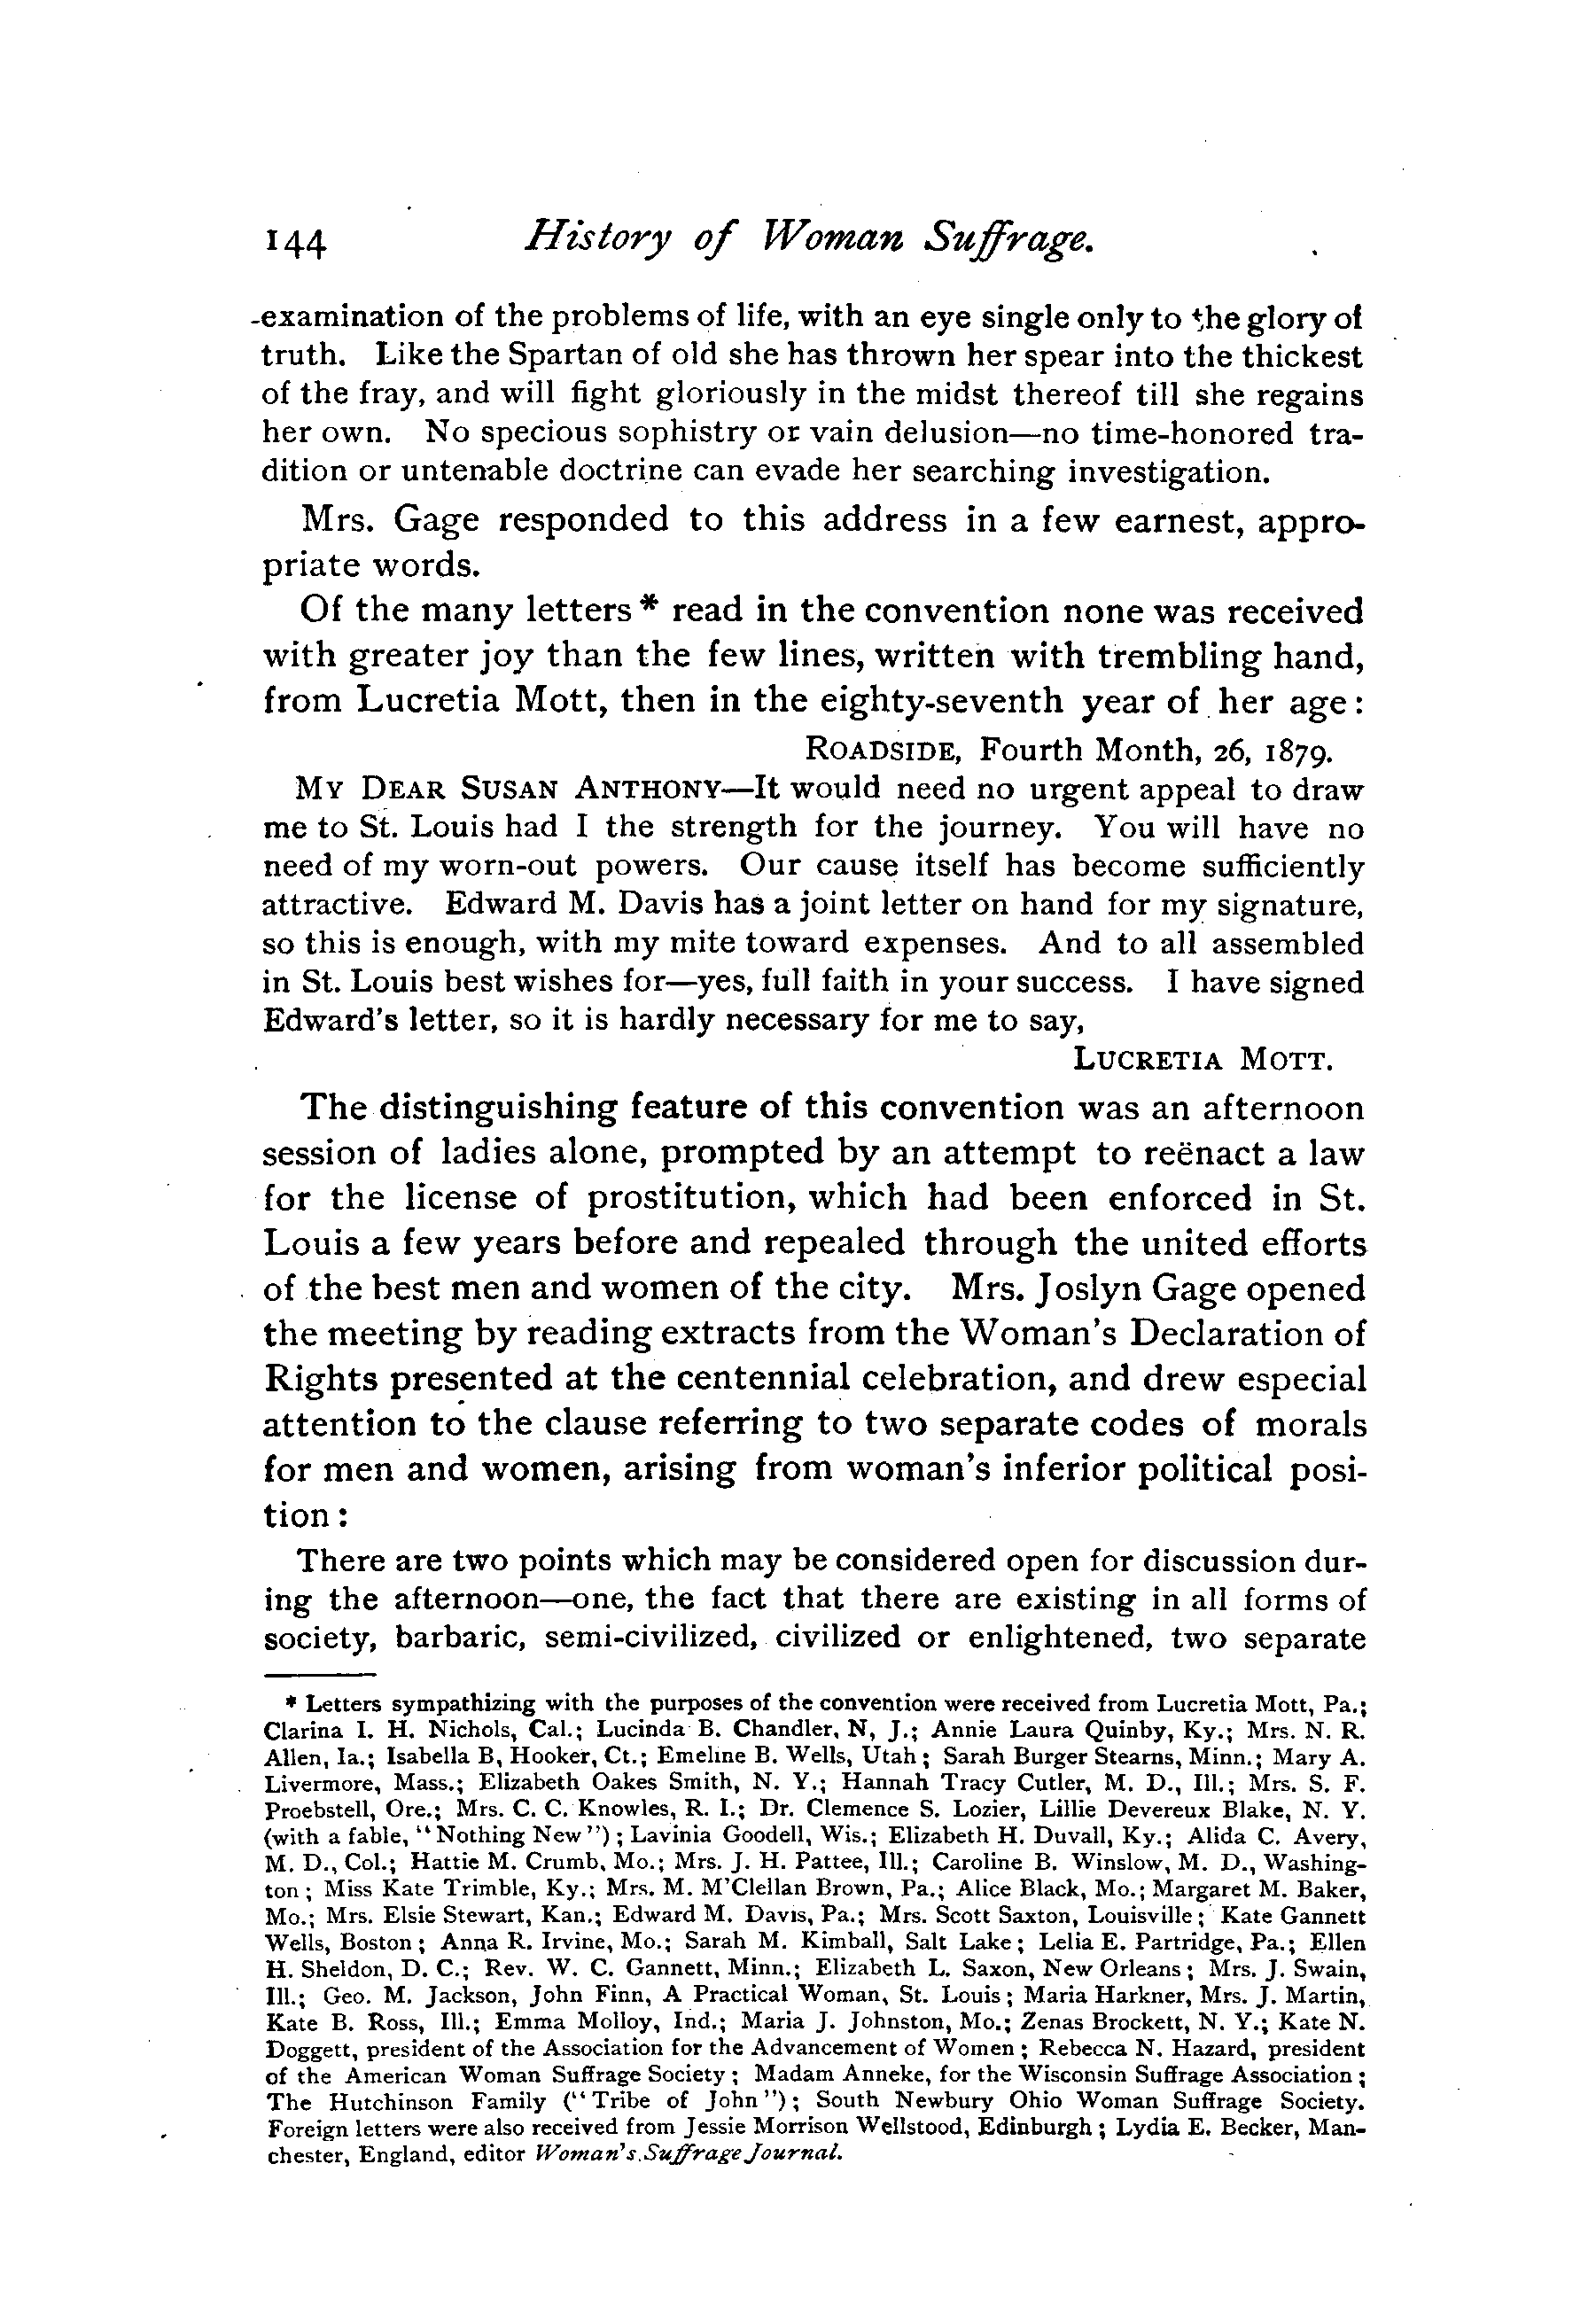 144 History of Woman Suffrage.
-examination of the problems of life, with an eye single only to the glory of
truth. Like the Spartan of old she has thrown her spear into the thickest
of the fray, and will fight gloriously in the midst thereof till she regains
her own. No specious sophistry or vain delusion—no time-honored tra-
dition or untenable doctrine can evade her searching investigation.
Mrs. Gage responded to this address in a few earnest, appro-
priate words.
Of the many letters * read in the convention none was received
with greater joy than the few lines, written with trembling hand,
from Lucretia Mott, then in the eighty-seventh year of her age:
ROADSIDE, Fourth Month, 26, 1879.
MY DEAR SUSAN ANTHONY—It would need no urgent appeal to draw
me to St. Louis had I the strength for the journey. You will have no
need of my worn-out powers. Our cause itself has become sufficiently
attractive. Edward M. Davis has a joint letter on hand for my signature,
so this is enough, with my mite toward expenses. And to all assembled
in St. Louis best wishes for—yes, full faith in your success. I have signed
Edward's letter, so it is hardly necessary for me to say,
LUCRETIA MOTT.
The distinguishing feature of this convention was an afternoon
session of ladies alone, prompted by an attempt to reënact a law
for the license of prostitution, which had been enforced in St.
Louis a few years before and repealed through the united efforts
of the best men and women of the city. Mrs. Joslyn Gage opened
the meeting by reading extracts from the Woman's Declaration of
Rights presented at the centennial celebration, and drew especial
attention to the clause referring to two separate codes of morals
for men and women, arising from woman's inferior political posi-
tion:
There are two points which may be considered open for discussion dur-
ing the afternoon—one, the fact that there are existing in all forms of
society, barbaric, semi-civilized, civilized or enlightened, two separate
* Letters sympathizing with the purposes of the convention were received from Lucretia Mott, Pa.;
Clarina I. H. Nichols, Cal.; Lucinda B. Chandler, N, J.; Annie Laura Quinby, Ky.; Mrs. N. R.
Allen, Ia.; Isabella B, Hooker, Ct.; Emeline B. Wells, Utah; Sarah Burger Stearns, Minn.; Mary A.
Livermore, Mass.; Elizabeth Oakes Smith, N. Y.; Hannah Tracy Cutler, M. D., Ill.; Mrs. S. F.
Proebstell, Ore.; Mrs. C. C. Knowles, R. I.; Dr. Clemence S. Lozier, Lillie Devereux Blake, N. Y.
(with a fable, "Nothing New"); Lavinia Goodell, Wis.; Elizabeth H. Duvall, Ky.; Alida C. Avery,
M. D., Col.; Hattie M. Crumb, Mo.; Mrs. J. H. Pattee, Ill.; Caroline B. Winslow, M. D., Washing-
ton; Miss Kate Trimble, Ky.; Mrs. M. M'Clellan Brown, Pa.; Alice Black, Mo.; Margaret M. Baker,
Mo.; Mrs. Elsie Stewart, Kan.; Edward M. Davis, Pa.; Mrs. Scott Saxton, Louisville; Kate Gannett
Wells, Boston; Anna R. Irvine, Mo.; Sarah M. Kimball, Salt Lake; Lelia E. Partridge, Pa.; Ellen
H. Sheldon, D. C.; Rev. W. C. Gannett, Minn.; Elizabeth L. Saxon, New Orleans; Mrs. J. Swain,
Ill.; Geo. M. Jackson, John Finn, A Practical Woman, St. Louis; Maria Harkner, Mrs. J. Martin,
Kate B. Ross, Ill.; Emma Molloy, Ind.; Maria J. Johnston, Mo.; Zenas Brockett, N. Y.; Kate N.
Doggett, president of the Association for the Advancement of Women; Rebecca N. Hazard, president
of the American Woman Suffrage Society; Madam Anneke, for the Wisconsin Suffrage Association;
The Hutchinson Family ("Tribe of John"); South Newbury Ohio Woman Suffrage Society.
Foreign letters were also received from Jessie Morrison Wellstood, Edinburgh; Lydia E. Becker, Man-
chester, England, editor Woman's Suffrage Journal.